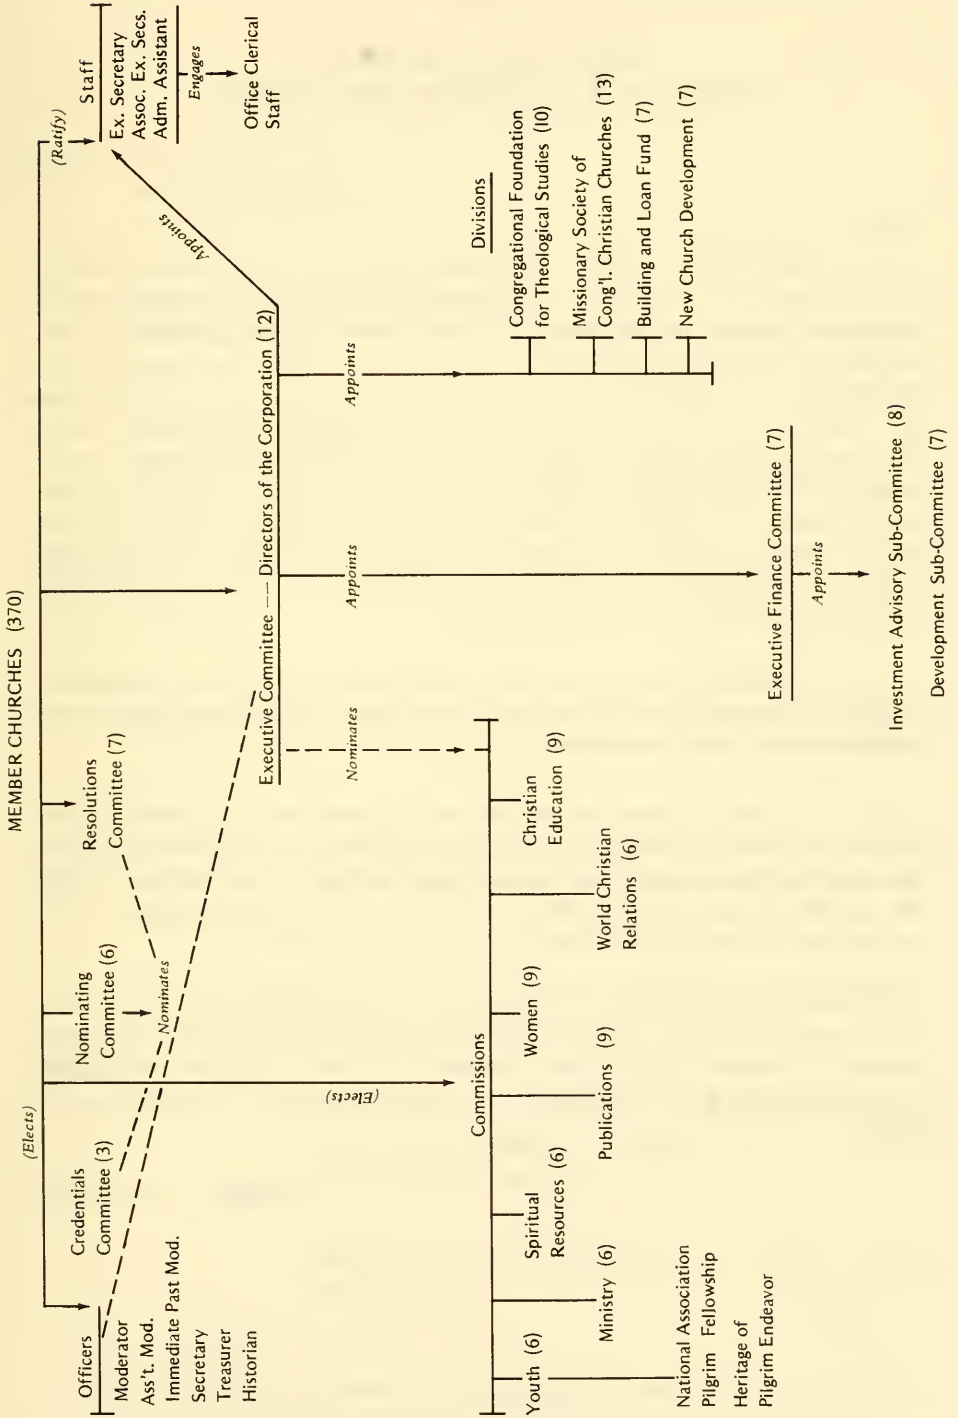 MEMBER CHURCHES (370)
(Elects)
(Ratify)
Officers
Moderator
Ass't. Mod.
Immediate Past Mod.
Secretary
Treasurer
Historian
Credentials
Committee (3)
Nominating
Committee (6)
Nominates
Resolutions
Committee (7)
Staff
Ex. Secretary
Assoc. Ex. Secs.
Adm. Assistant
Engages
Office Clerical
Staff
Appoints
Executive Committee — Directors of the Corporation (12)
(Elects)
Nominates
Appoints
Appoints
Commissions
Youth (6)
National Association
Pilgrim Fellowship
Heritage of
Pilgrim Endeavor
Ministry (6)
Spiritual
Resources (6)
Publications (9)
Women (9)
World Christian
Relations (6)
Christian
Education (9)
Divisions
Congregational Foundation
for Theological Studies (10)
Missionary Society of
Cong'l. Christian Churches (13)
Building and Loan Fund (7)
New Church Development (7)
Executive Finance Committee (7)
Appoints
Investment Advisory Sub-Committee (8)
Development Sub-Committee (7)